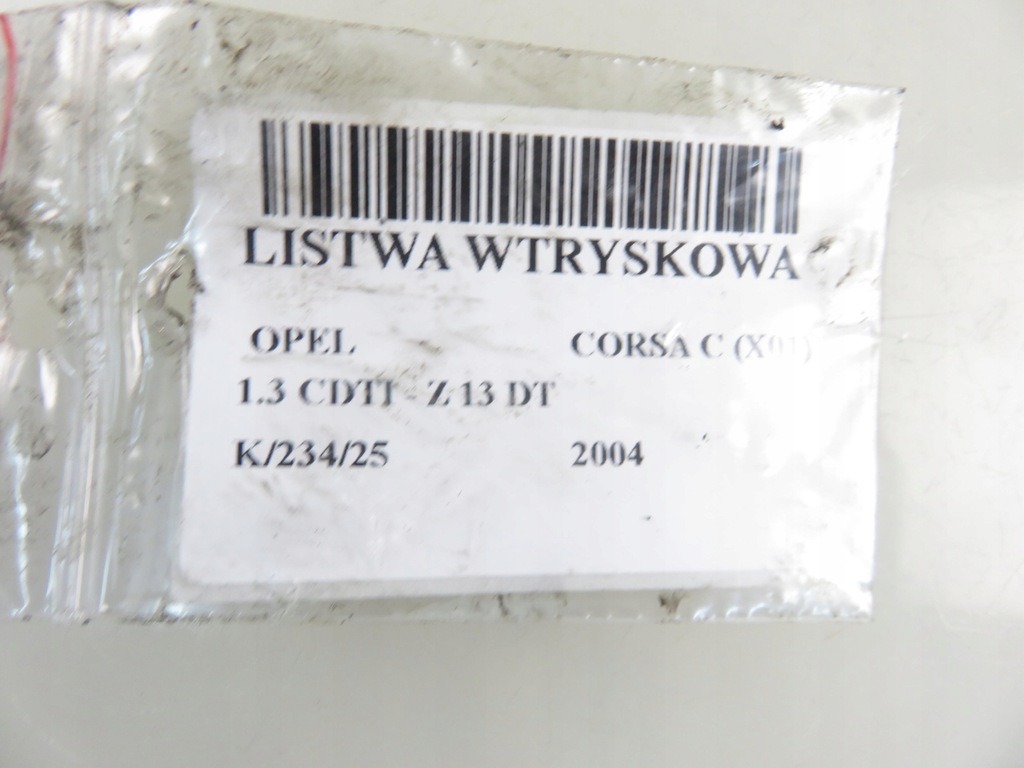 LISTWA WTRYSKOWA
OPEL CORSA C (X01)
1.3 CDTI - Z 13 DT
K/234/25 2004